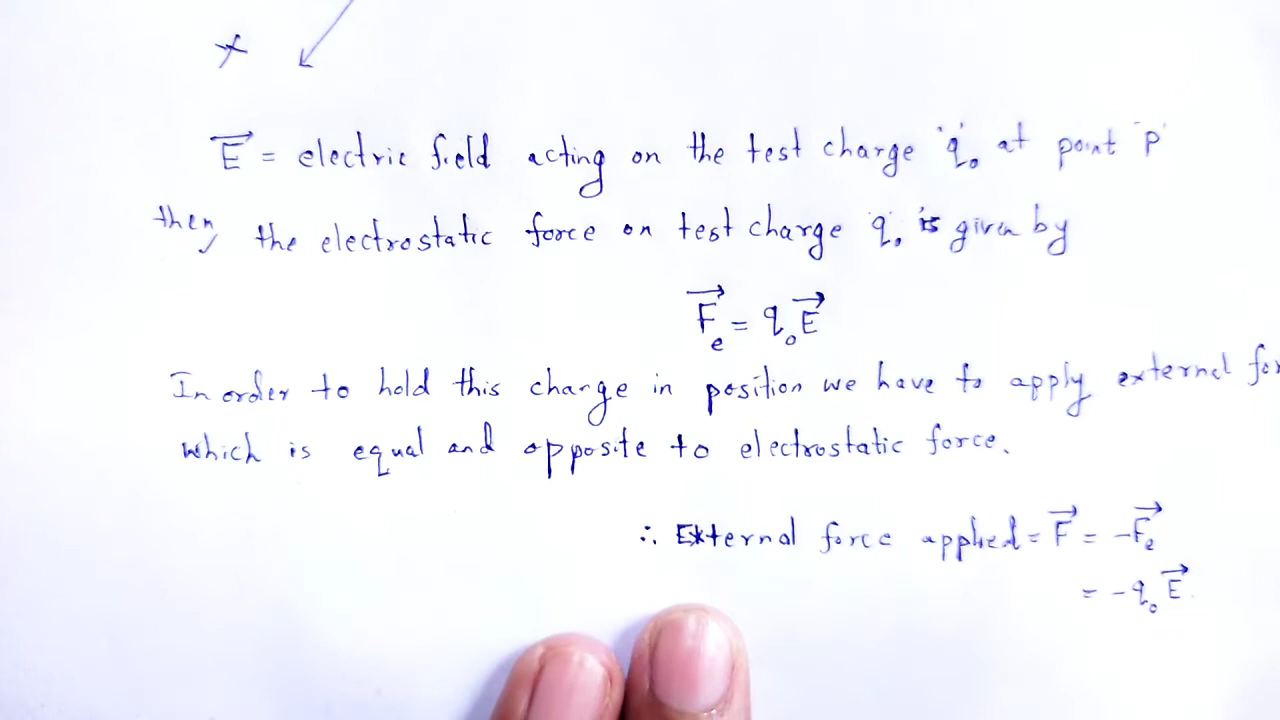 x
E⃗ = electric field acting on the test charge 'q₀' at point 'p'
then the electrostatic force on test charge 'q₀' is given by
F⃗ₑ = q₀E⃗
In order to hold this charge in position we have to apply external for
which is equal and opposite to electrostatic force.
∴ External force applied = F⃗ = -F⃗ₑ
= -q₀E⃗